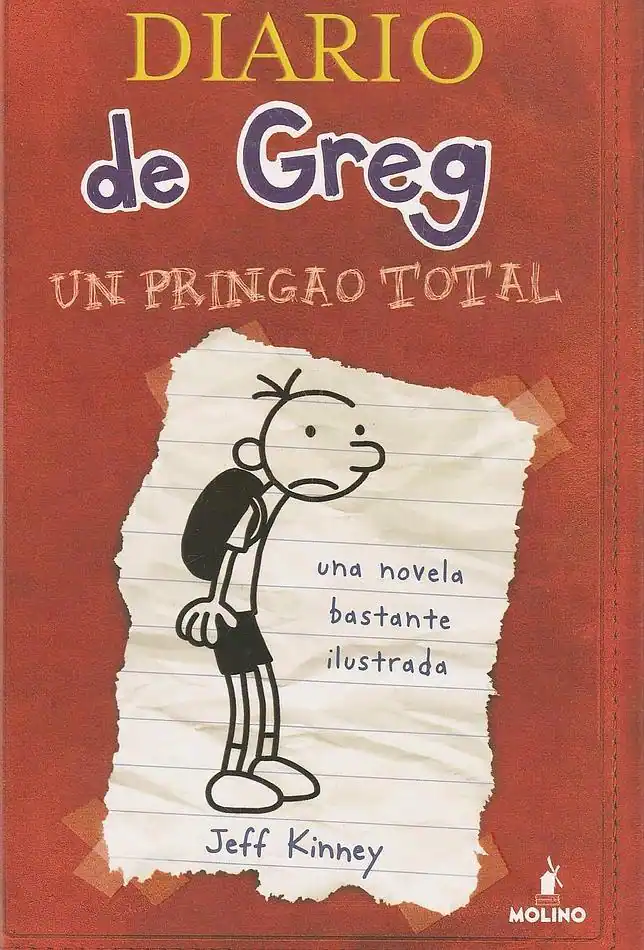 DIARIO
de Greg
UN PRINGAO TOTAL
una novela
bastante
ilustrada
Jeff Kinney
MOLINO